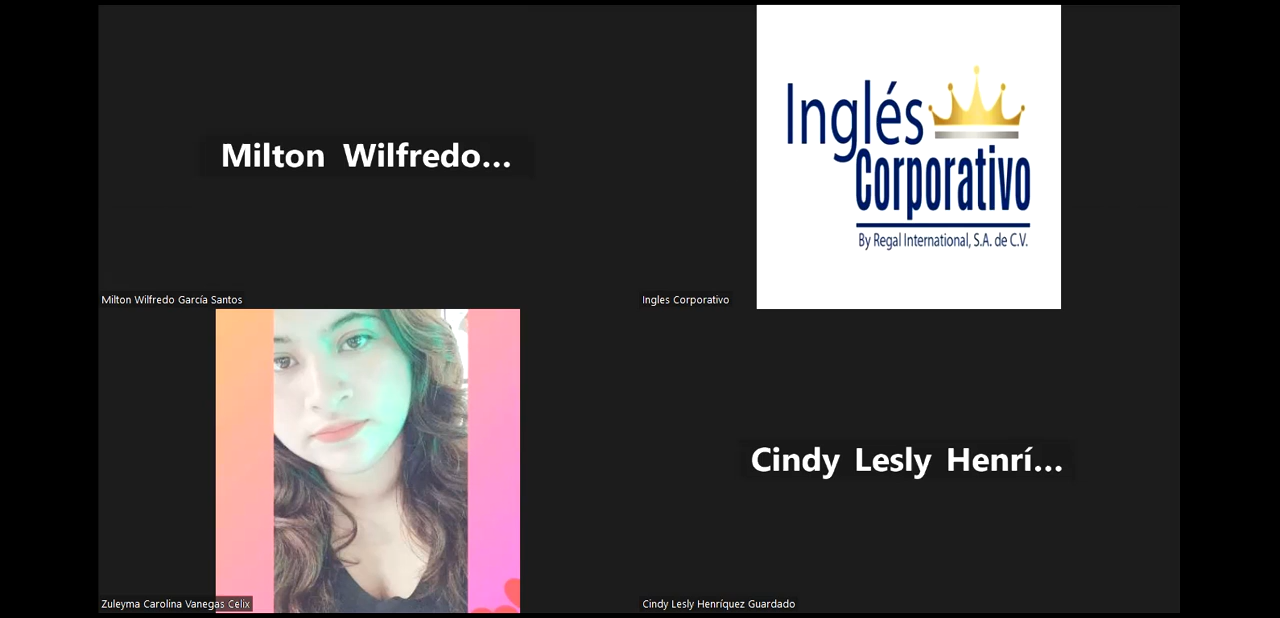 Milton Wilfredo...
Inglés
Corporativo
By Regal International, S.A. de C.V.
Milton Wilfredo García Santos
Ingles Corporativo
Cindy Lesly Henrí...
Zuleyma Carolina Vanegas Celix
Cindy Lesly Henríquez Guardado